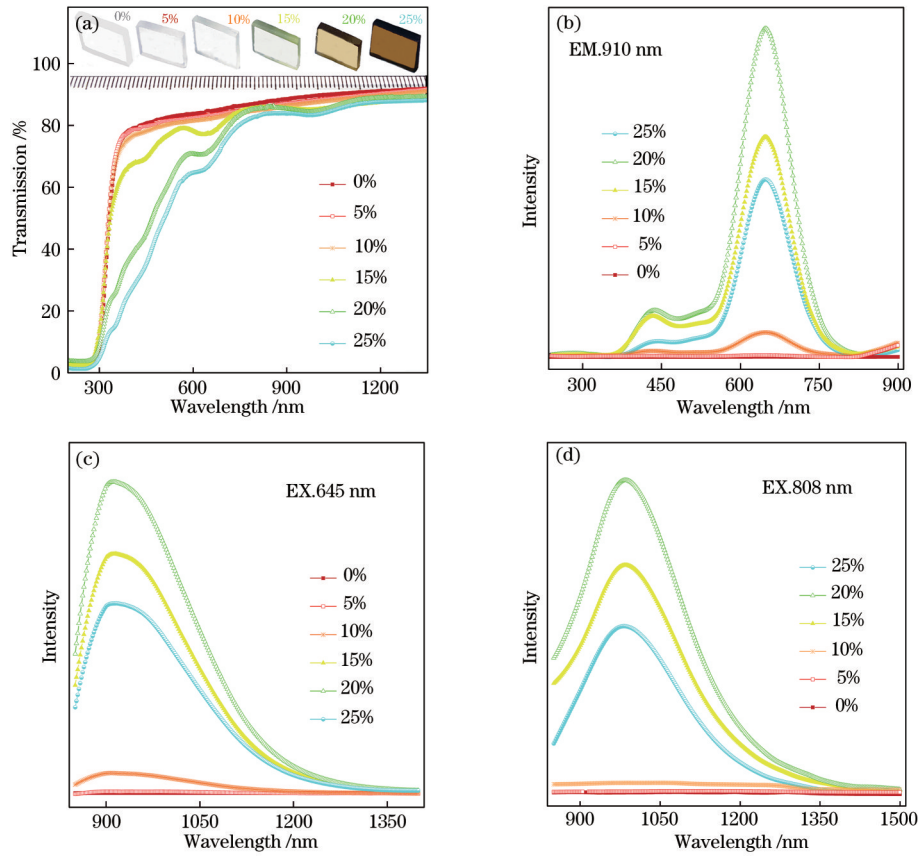 (a)
0% 5% 10% 15% 20% 25%
100
80
60
40
20
0
Transmission /%
0%
5%
10%
15%
20%
25%
300 600 900 1200
Wavelength /nm
(b)
EM.910 nm
Intensity
25%
20%
15%
10%
5%
0%
300 450 600 750 900
Wavelength /nm
(c)
EX.645 nm
Intensity
0%
5%
10%
15%
20%
25%
900 1050 1200 1350
Wavelength /nm
(d)
EX.808 nm
Intensity
25%
20%
15%
10%
5%
0%
900 1050 1200 1350 1500
Wavelength /nm